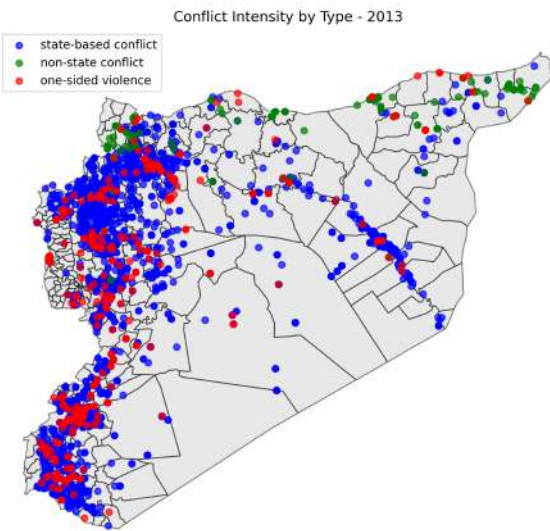 Conflict Intensity by Type - 2013
state-based conflict
non-state conflict
one-sided violence